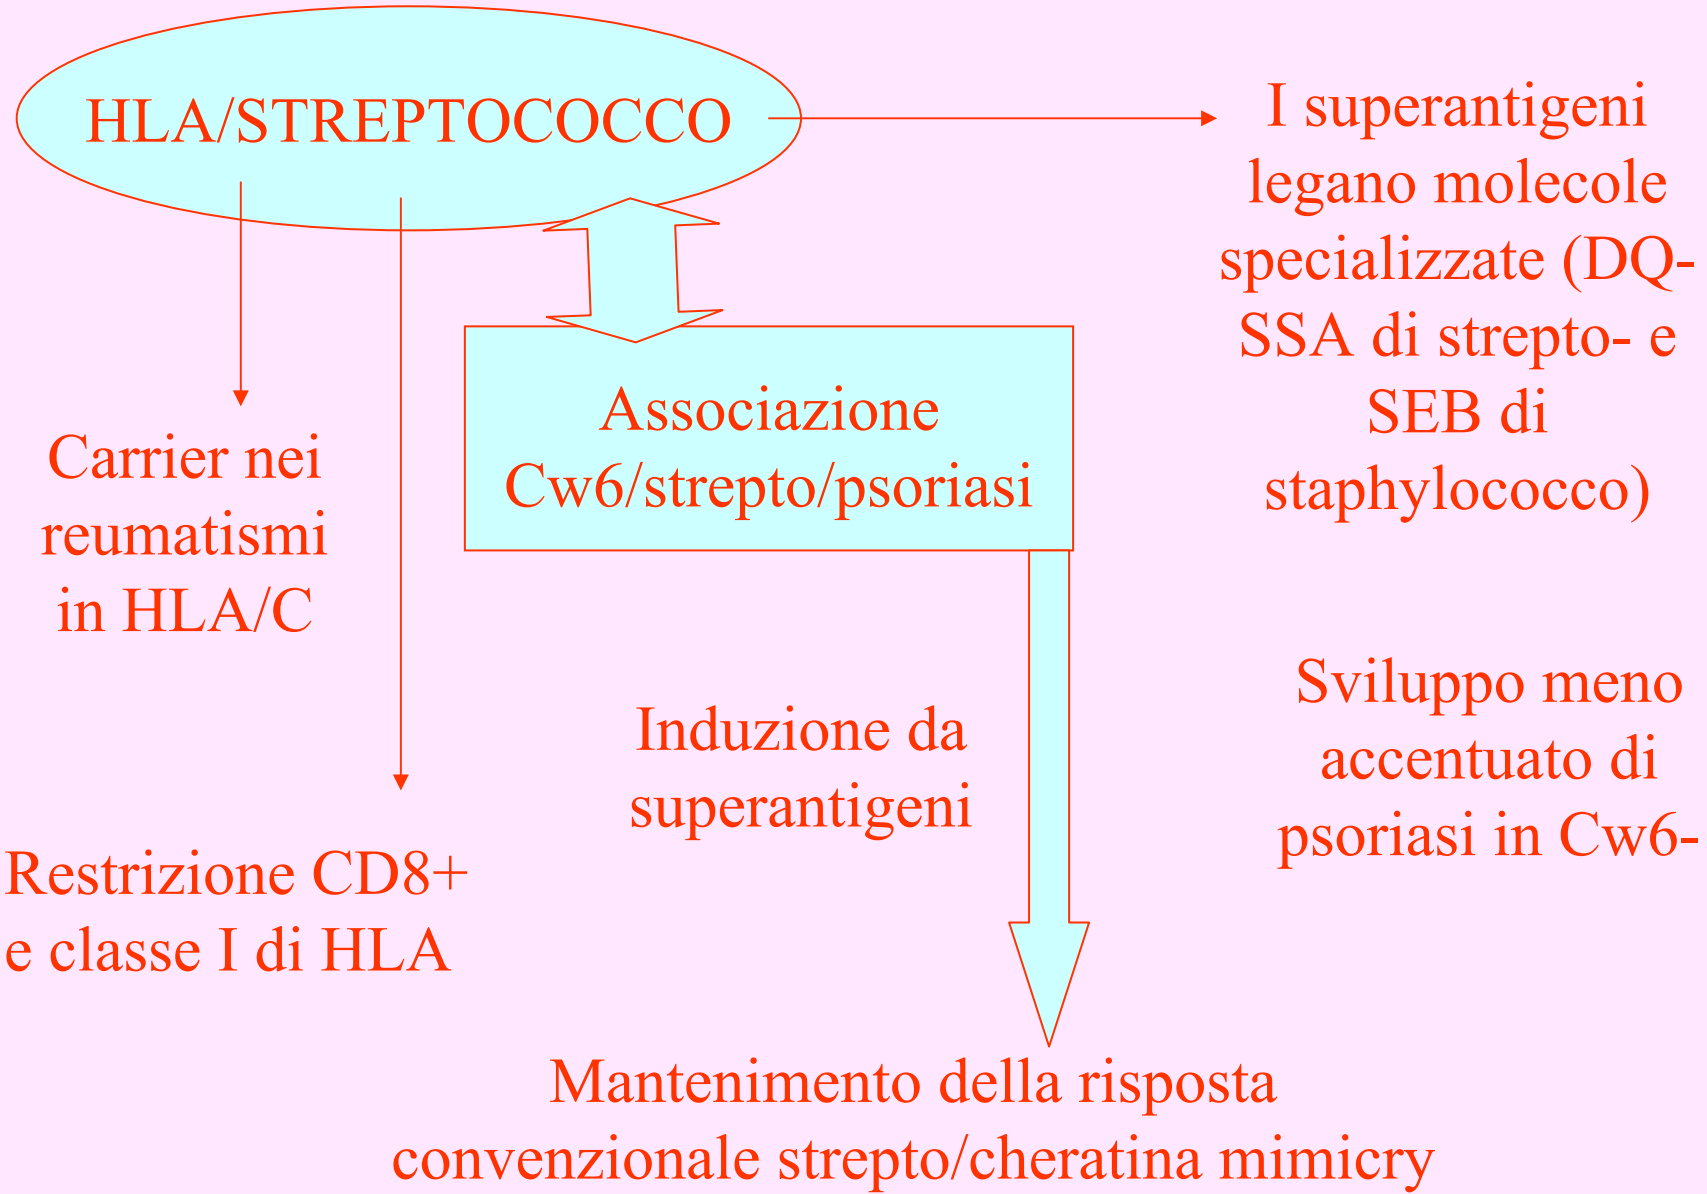 HLA/STREPTOCOCCO
I superantigeni
legano molecole
specializzate (DQ-
SSA di strepto- e
SEB di
staphylococco)
Associazione
Cw6/strepto/psoriasi
Carrier nei
reumatismi
in HLA/C
Sviluppo meno
accentuato di
psoriasi in Cw6-
Induzione da
superantigeni
Restrizione CD8+
e classe I di HLA
Mantenimento della risposta
convenzionale strepto/cheratina mimicry